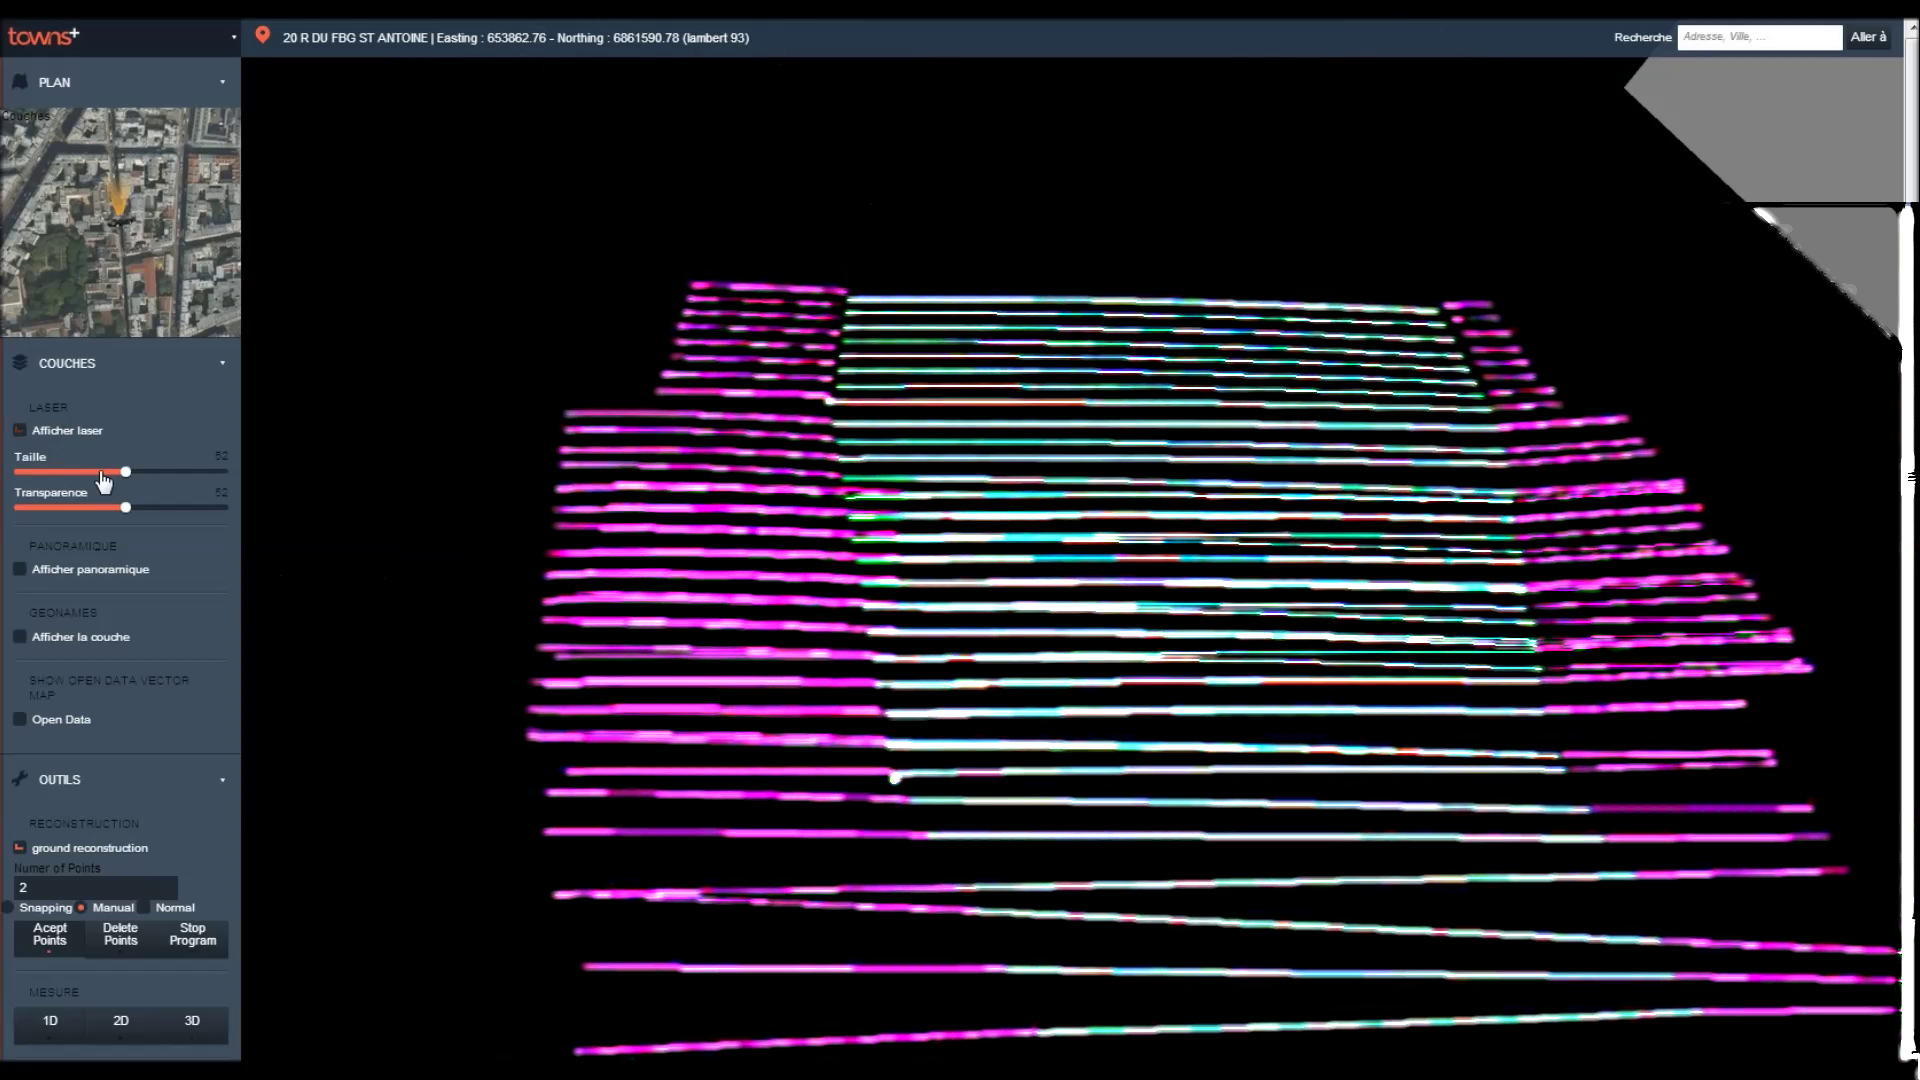 towns+
20 R DU FBG ST ANTOINE | Easting : 653862.76 - Northing : 6861590.78 (lambert 93)
Recherche
Adresse, Ville, ...
Aller à
PLAN
Couches
COUCHES
LASER
Afficher laser
Taille 52
Transparence 52
PANORAMIQUE
Afficher panoramique
GEONAMES
Afficher la couche
SHOW OPEN DATA VECTOR
MAP
Open Data
OUTILS
RECONSTRUCTION
ground reconstruction
Numer of Points
2
Snapping Manual Normal
Acept Points
Delete Points
Stop Program
MESURE
1D 2D 3D